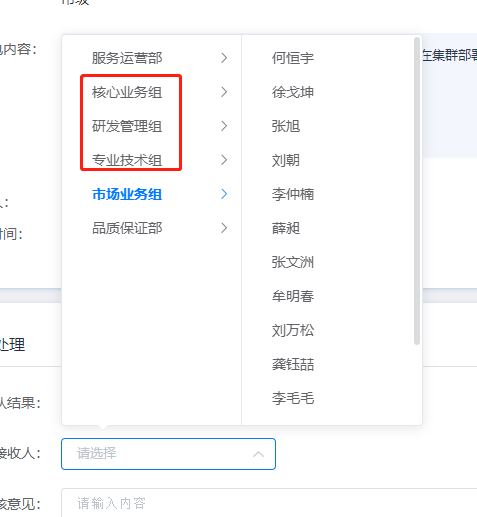 市级
内容：
在集群部署
服务运营部
核心业务组
研发管理组
专业技术组
市场业务组
品质保证部
何恒宇
徐戈坤
张旭
刘朝
李仲楠
薛昶
张文洲
牟明春
刘万松
龚钰喆
李毛毛
时间：
处理
认结果：
接收人：
请选择
意见：
请输入内容